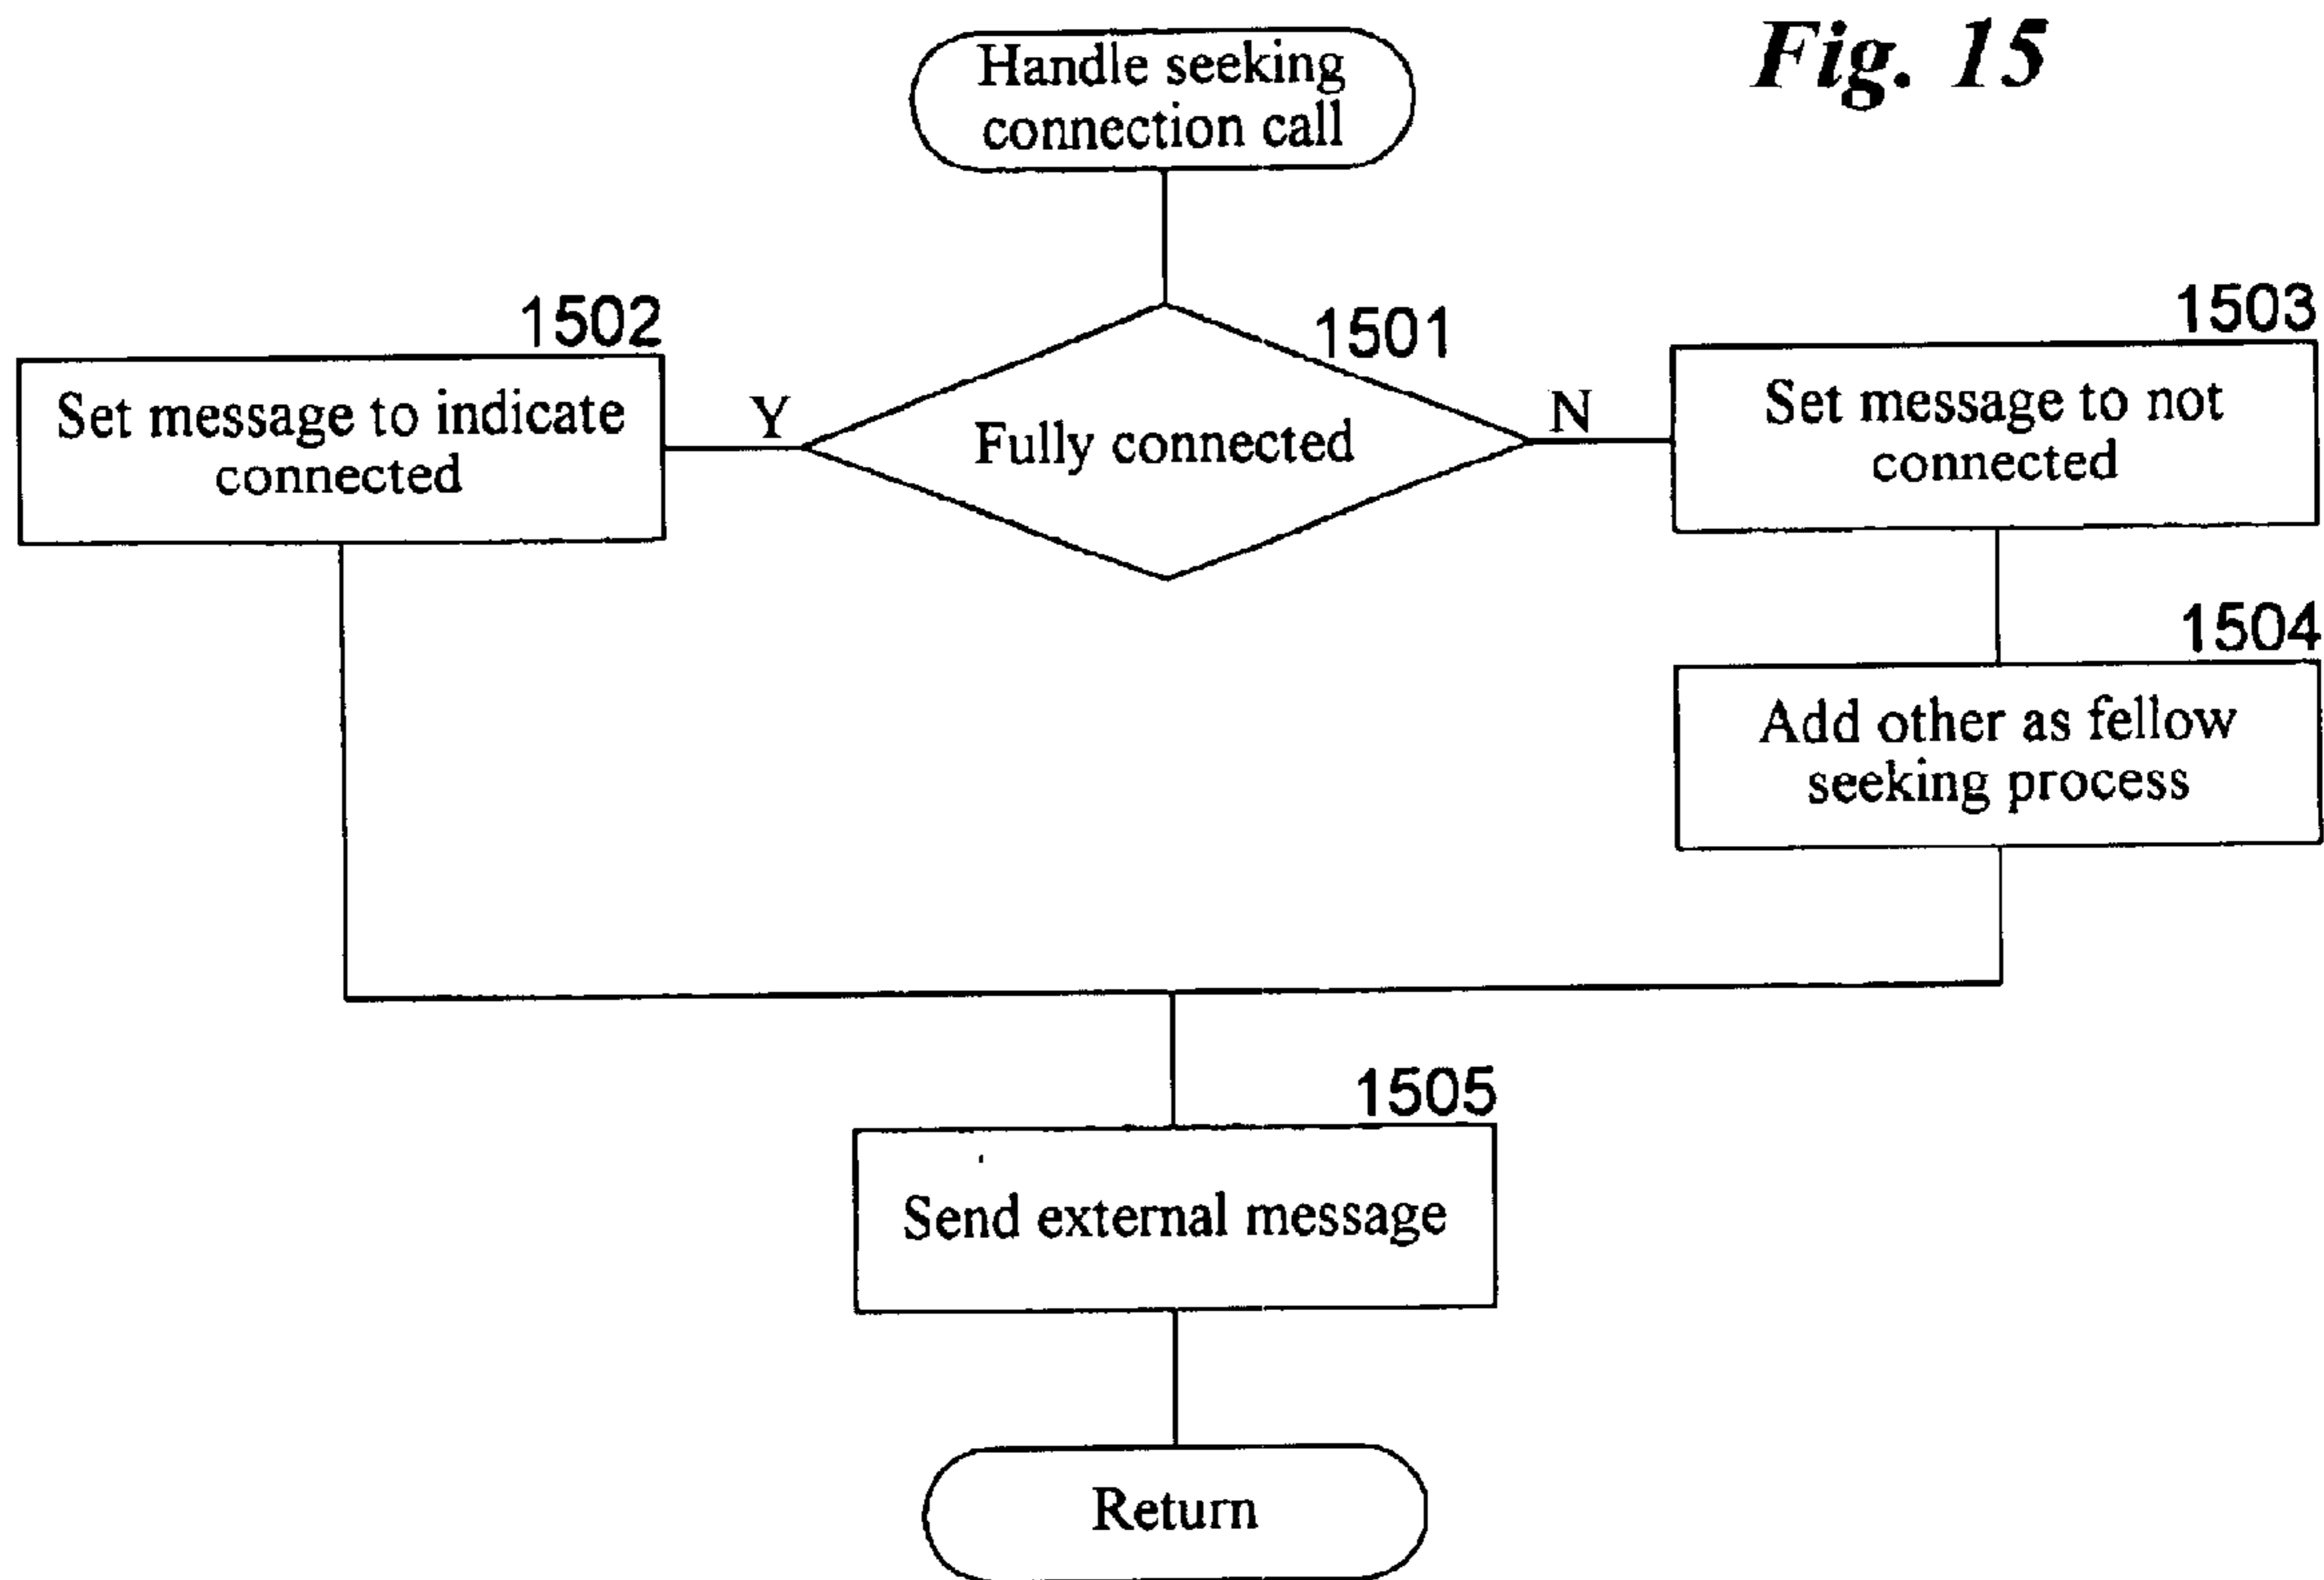 Fig. 15
Handle seeking
connection call
1502
1501
1503
Set message to indicate
connected
Y
Fully connected
N
Set message to not
connected
1504
Add other as fellow
seeking process
1505
Send external message
Return